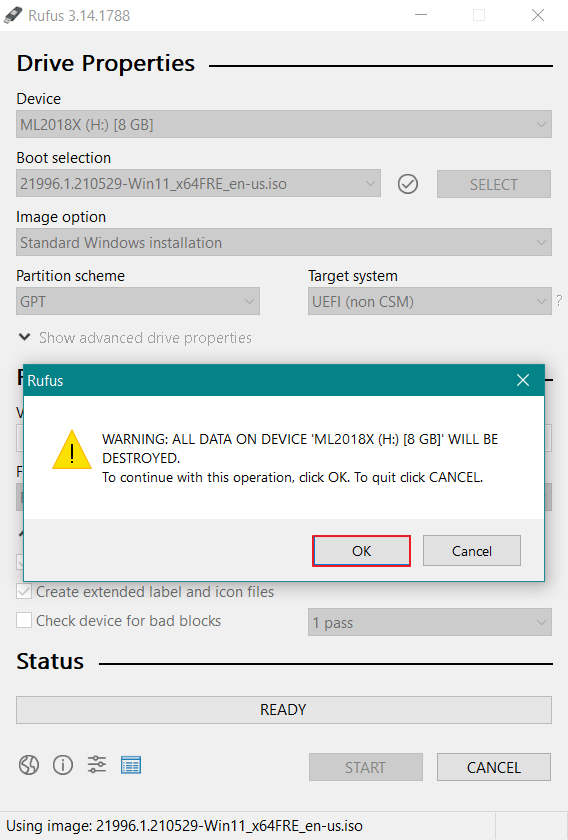 Rufus 3.14.1788
Drive Properties
Device
ML2018X (H:) [8 GB]
Boot selection
21996.1.210529-Win11_x64FRE_en-us.iso
SELECT
Image option
Standard Windows installation
Partition scheme
Target system
GPT
UEFI (non CSM)
?
Show advanced drive properties
Rufus
WARNING: ALL DATA ON DEVICE 'ML2018X (H:) [8 GB]' WILL BE
DESTROYED.
To continue with this operation, click OK. To quit click CANCEL.
OK
Cancel
Create extended label and icon files
Check device for bad blocks
1 pass
Status
READY
START
CANCEL
Using image: 21996.1.210529-Win11_x64FRE_en-us.iso